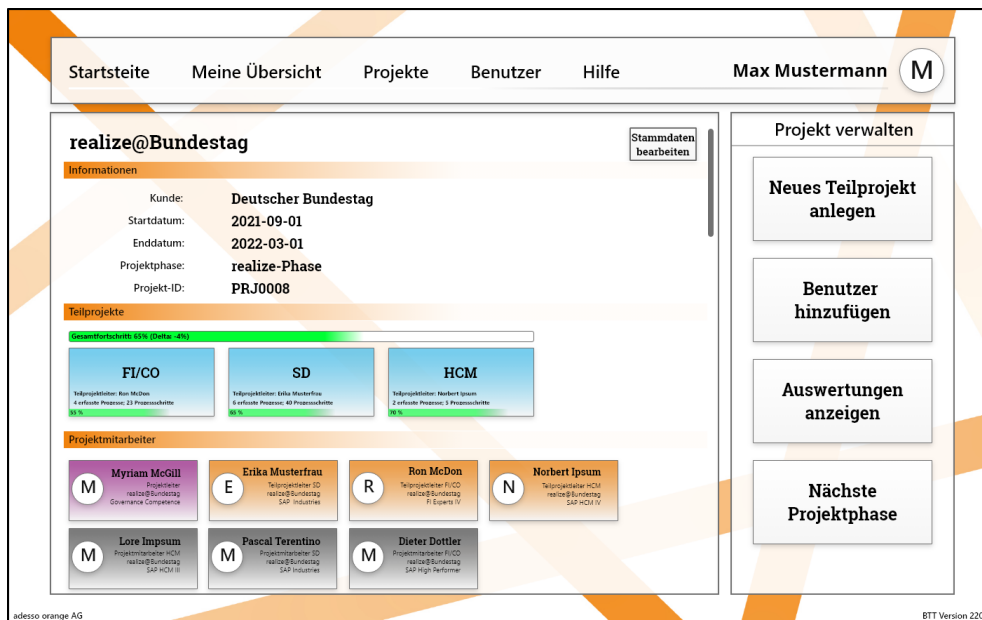 Startsteite Meine Übersicht Projekte Benutzer Hilfe Max Mustermann M
realize@Bundestag
Stammdaten
bearbeiten
Informationen
Kunde: Deutscher Bundestag
Startdatum: 2021-09-01
Enddatum: 2022-03-01
Projektphase: realize-Phase
Projekt-ID: PRJ0008
Teilprojekte
Gesamtfortschritt: 65% (Delta: -4%)
FI/CO
Teilprojektleiter: Ron McDon
4 erfasste Prozesse; 23 Prozessschritte
55 %
SD
Teilprojektleiter: Erika Musterfrau
6 erfasste Prozesse; 40 Prozessschritte
65 %
HCM
Teilprojektleiter: Norbert Ipsum
2 erfasste Prozesse; 5 Prozessschritte
70 %
Projektmitarbeiter
M
Myriam McGill
Projektleiter
realize@Bundestag
Governance Competense
E
Erika Musterfrau
Teilprojektleiter SD
realize@Bundestag
SAP Industries
R
Ron McDon
Teilprojektleiter FI/CO
realize@Bundestag
FI Experts IV
N
Norbert Ipsum
Teilprojektleiter HCM
realize@Bundestag
SAP HCM IV
M
Lore Impsum
Projektmitarbeiter HCM
realize@Bundestag
SAP HCM III
M
Pascal Terentino
Projektmitarbeiter SD
realize@Bundestag
SAP Industries
M
Dieter Dottler
Projektmitarbeiter FI/CO
realize@Bundestag
SAP High Performer
Projekt verwalten
Neues Teilprojekt
anlegen
Benutzer
hinzufügen
Auswertungen
anzeigen
Nächste
Projektphase
adesso orange AG
BTT Version 220